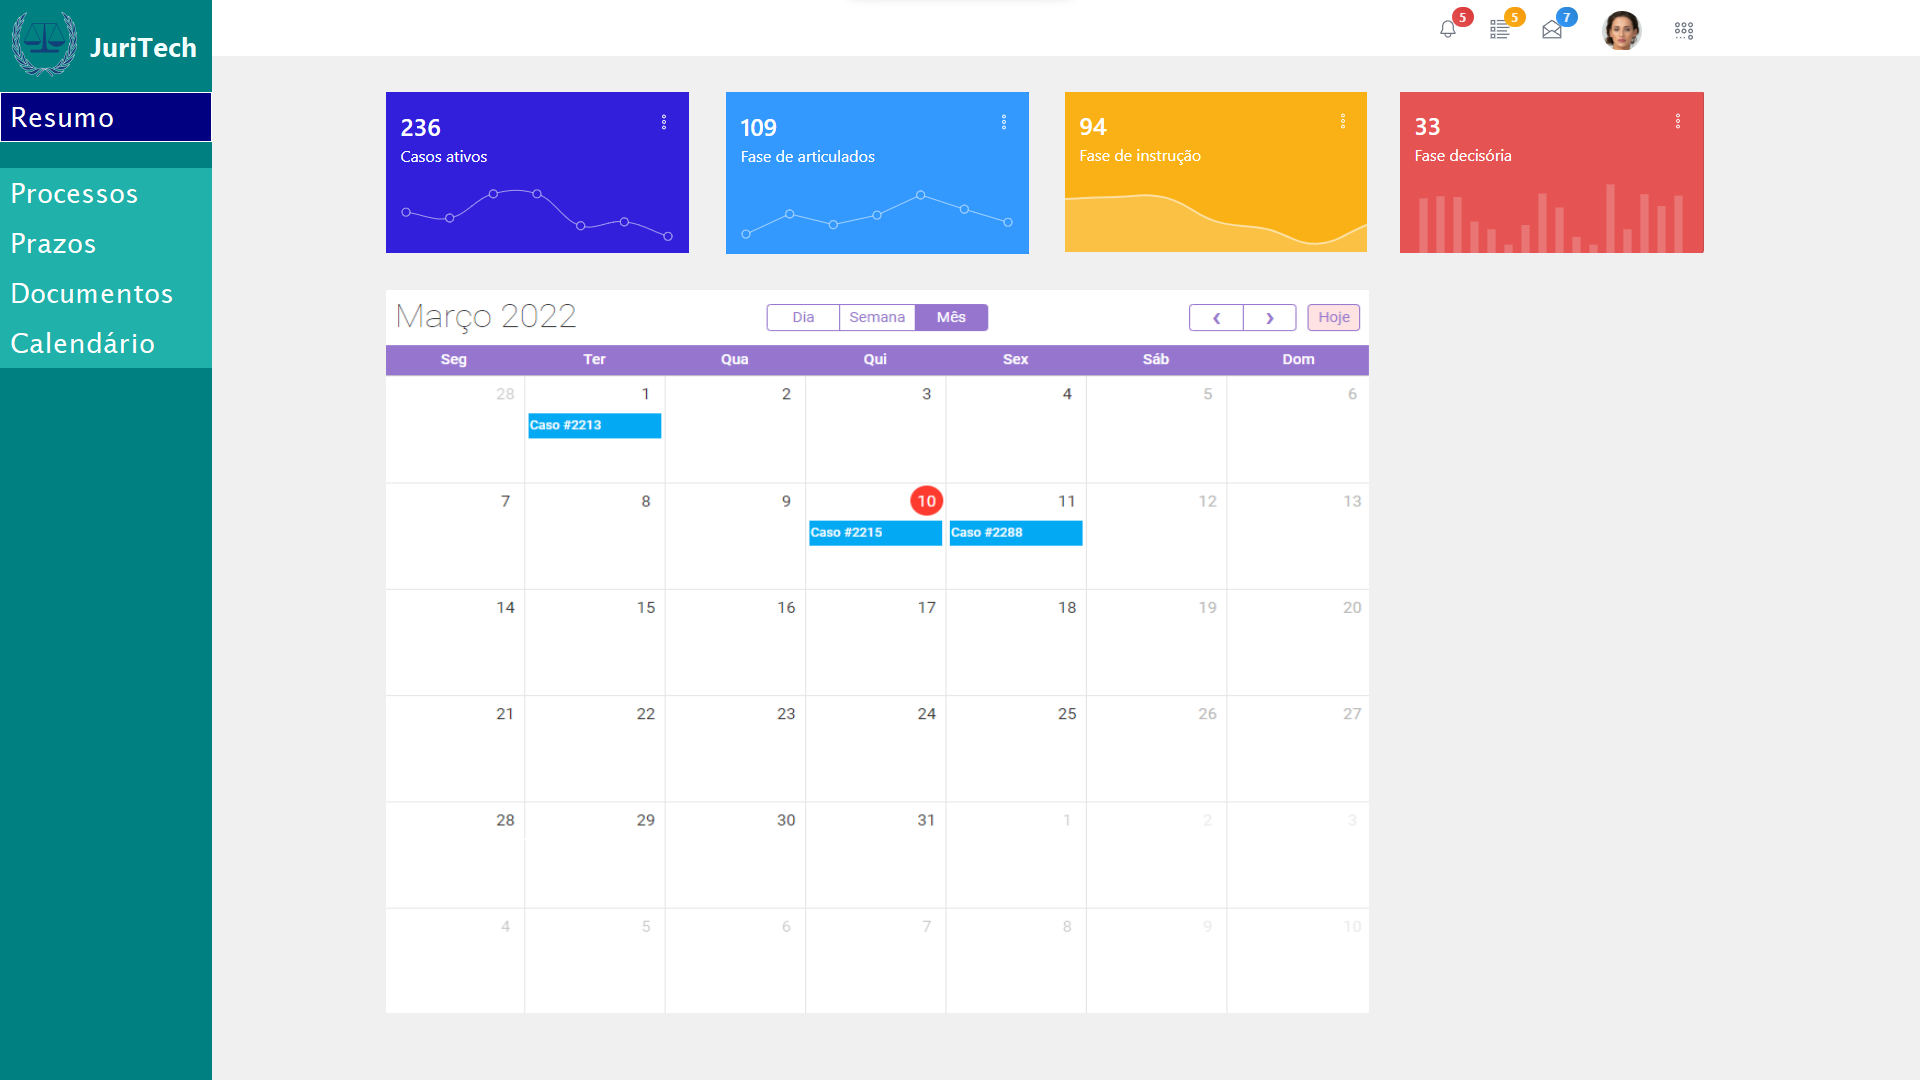 JuriTech
5
5
7
Resumo
Processos
Prazos
Documentos
Calendário
236
Casos ativos
109
Fase de articulados
94
Fase de instrução
33
Fase decisória
Março 2022
Dia Semana Mês
Hoje
Seg Ter Qua Qui Sex Sáb Dom
28 1 2 3 4 5 6
Caso #2213
7 8 9 10 11 12 13
Caso #2215 Caso #2288
14 15 16 17 18 19 20
21 22 23 24 25 26 27
28 29 30 31 1 2 3
4 5 6 7 8 9 10